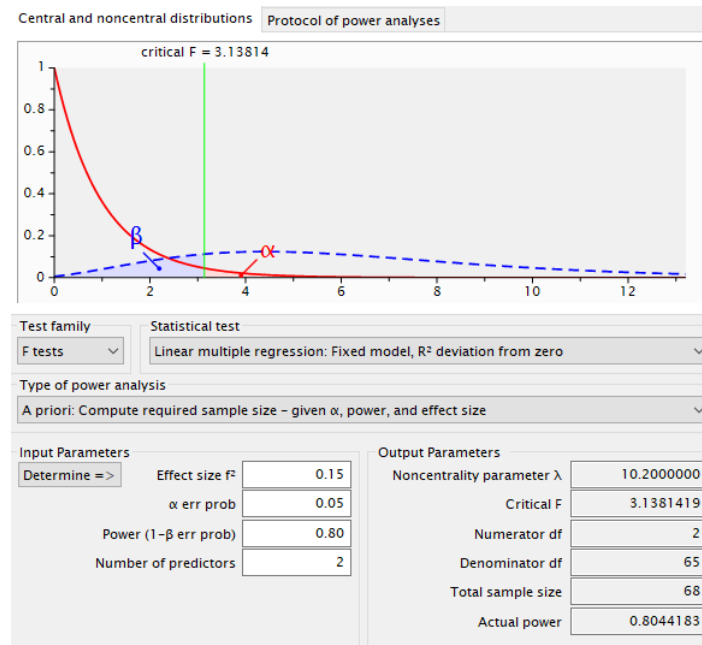 Central and noncentral distributions Protocol of power analyses
critical F = 3.13814
1
0.8
0.6
0.4
0.2
0
β
α
0 2 4 6 8 10 12
Test family Statistical test
F tests Linear multiple regression: Fixed model, R² deviation from zero
Type of power analysis
A priori: Compute required sample size – given α, power, and effect size
Input Parameters Output Parameters
Determine => Effect size f² 0.15 Noncentrality parameter λ 10.2000000
α err prob 0.05 Critical F 3.1381419
Power (1-β err prob) 0.80 Numerator df 2
Number of predictors 2 Denominator df 65
Total sample size 68
Actual power 0.8044183